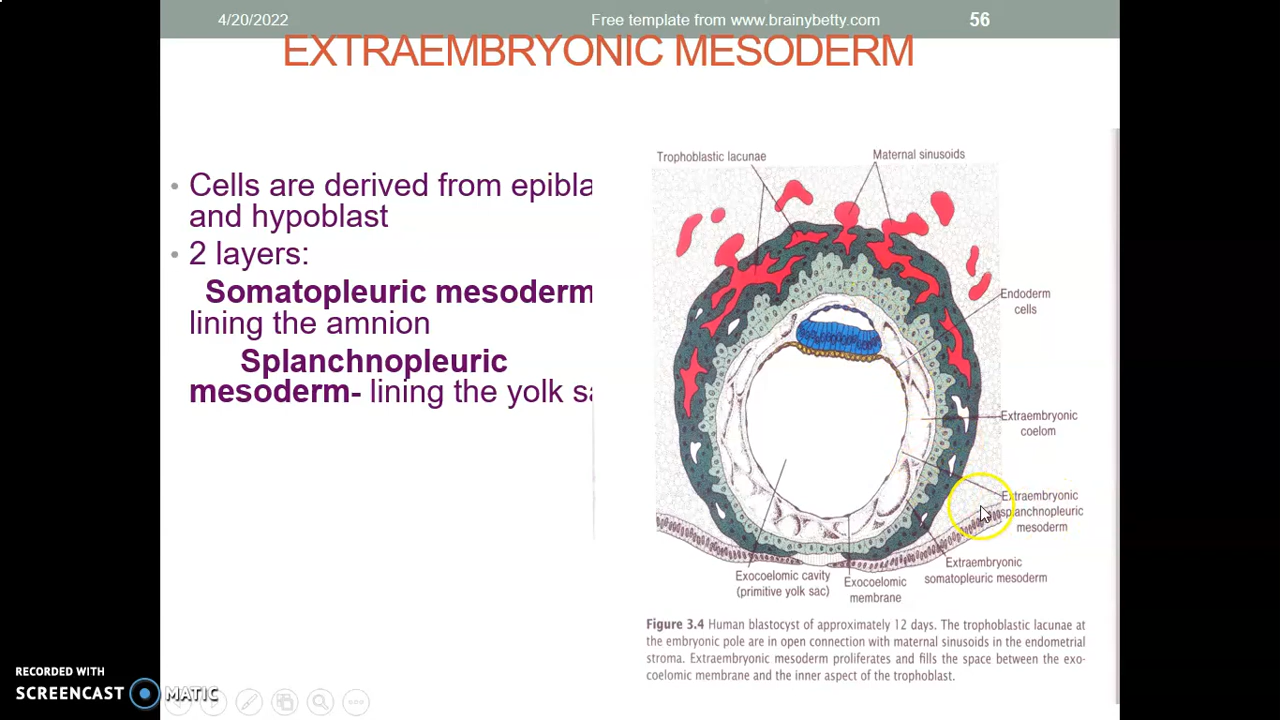 4/20/2022
Free template from www.brainybetty.com
56
EXTRAEMBRYONIC MESODERM
• Cells are derived from epibla
and hypoblast
• 2 layers:
Somatopleuric mesoderm
lining the amnion
Splanchnopleuric
mesoderm- lining the yolk sa
Trophoblastic lacunae
Maternal sinusoids
Endoderm
cells
Extraembryonic
coelom
Extraembryonic
splanchnopleuric
mesoderm
Extraembryonic
somatopleuric mesoderm
Exocoelomic cavity
(primitive yolk sac)
Exocoelomic
membrane
Figure 3.4 Human blastocyst of approximately 12 days. The trophoblastic lacunae at
the embryonic pole are in open connection with maternal sinusoids in the endometrial
stroma. Extraembryonic mesoderm proliferates and fills the space between the exo-
coelomic membrane and the inner aspect of the trophoblast.
RECORDED WITH
SCREENCAST MATIC